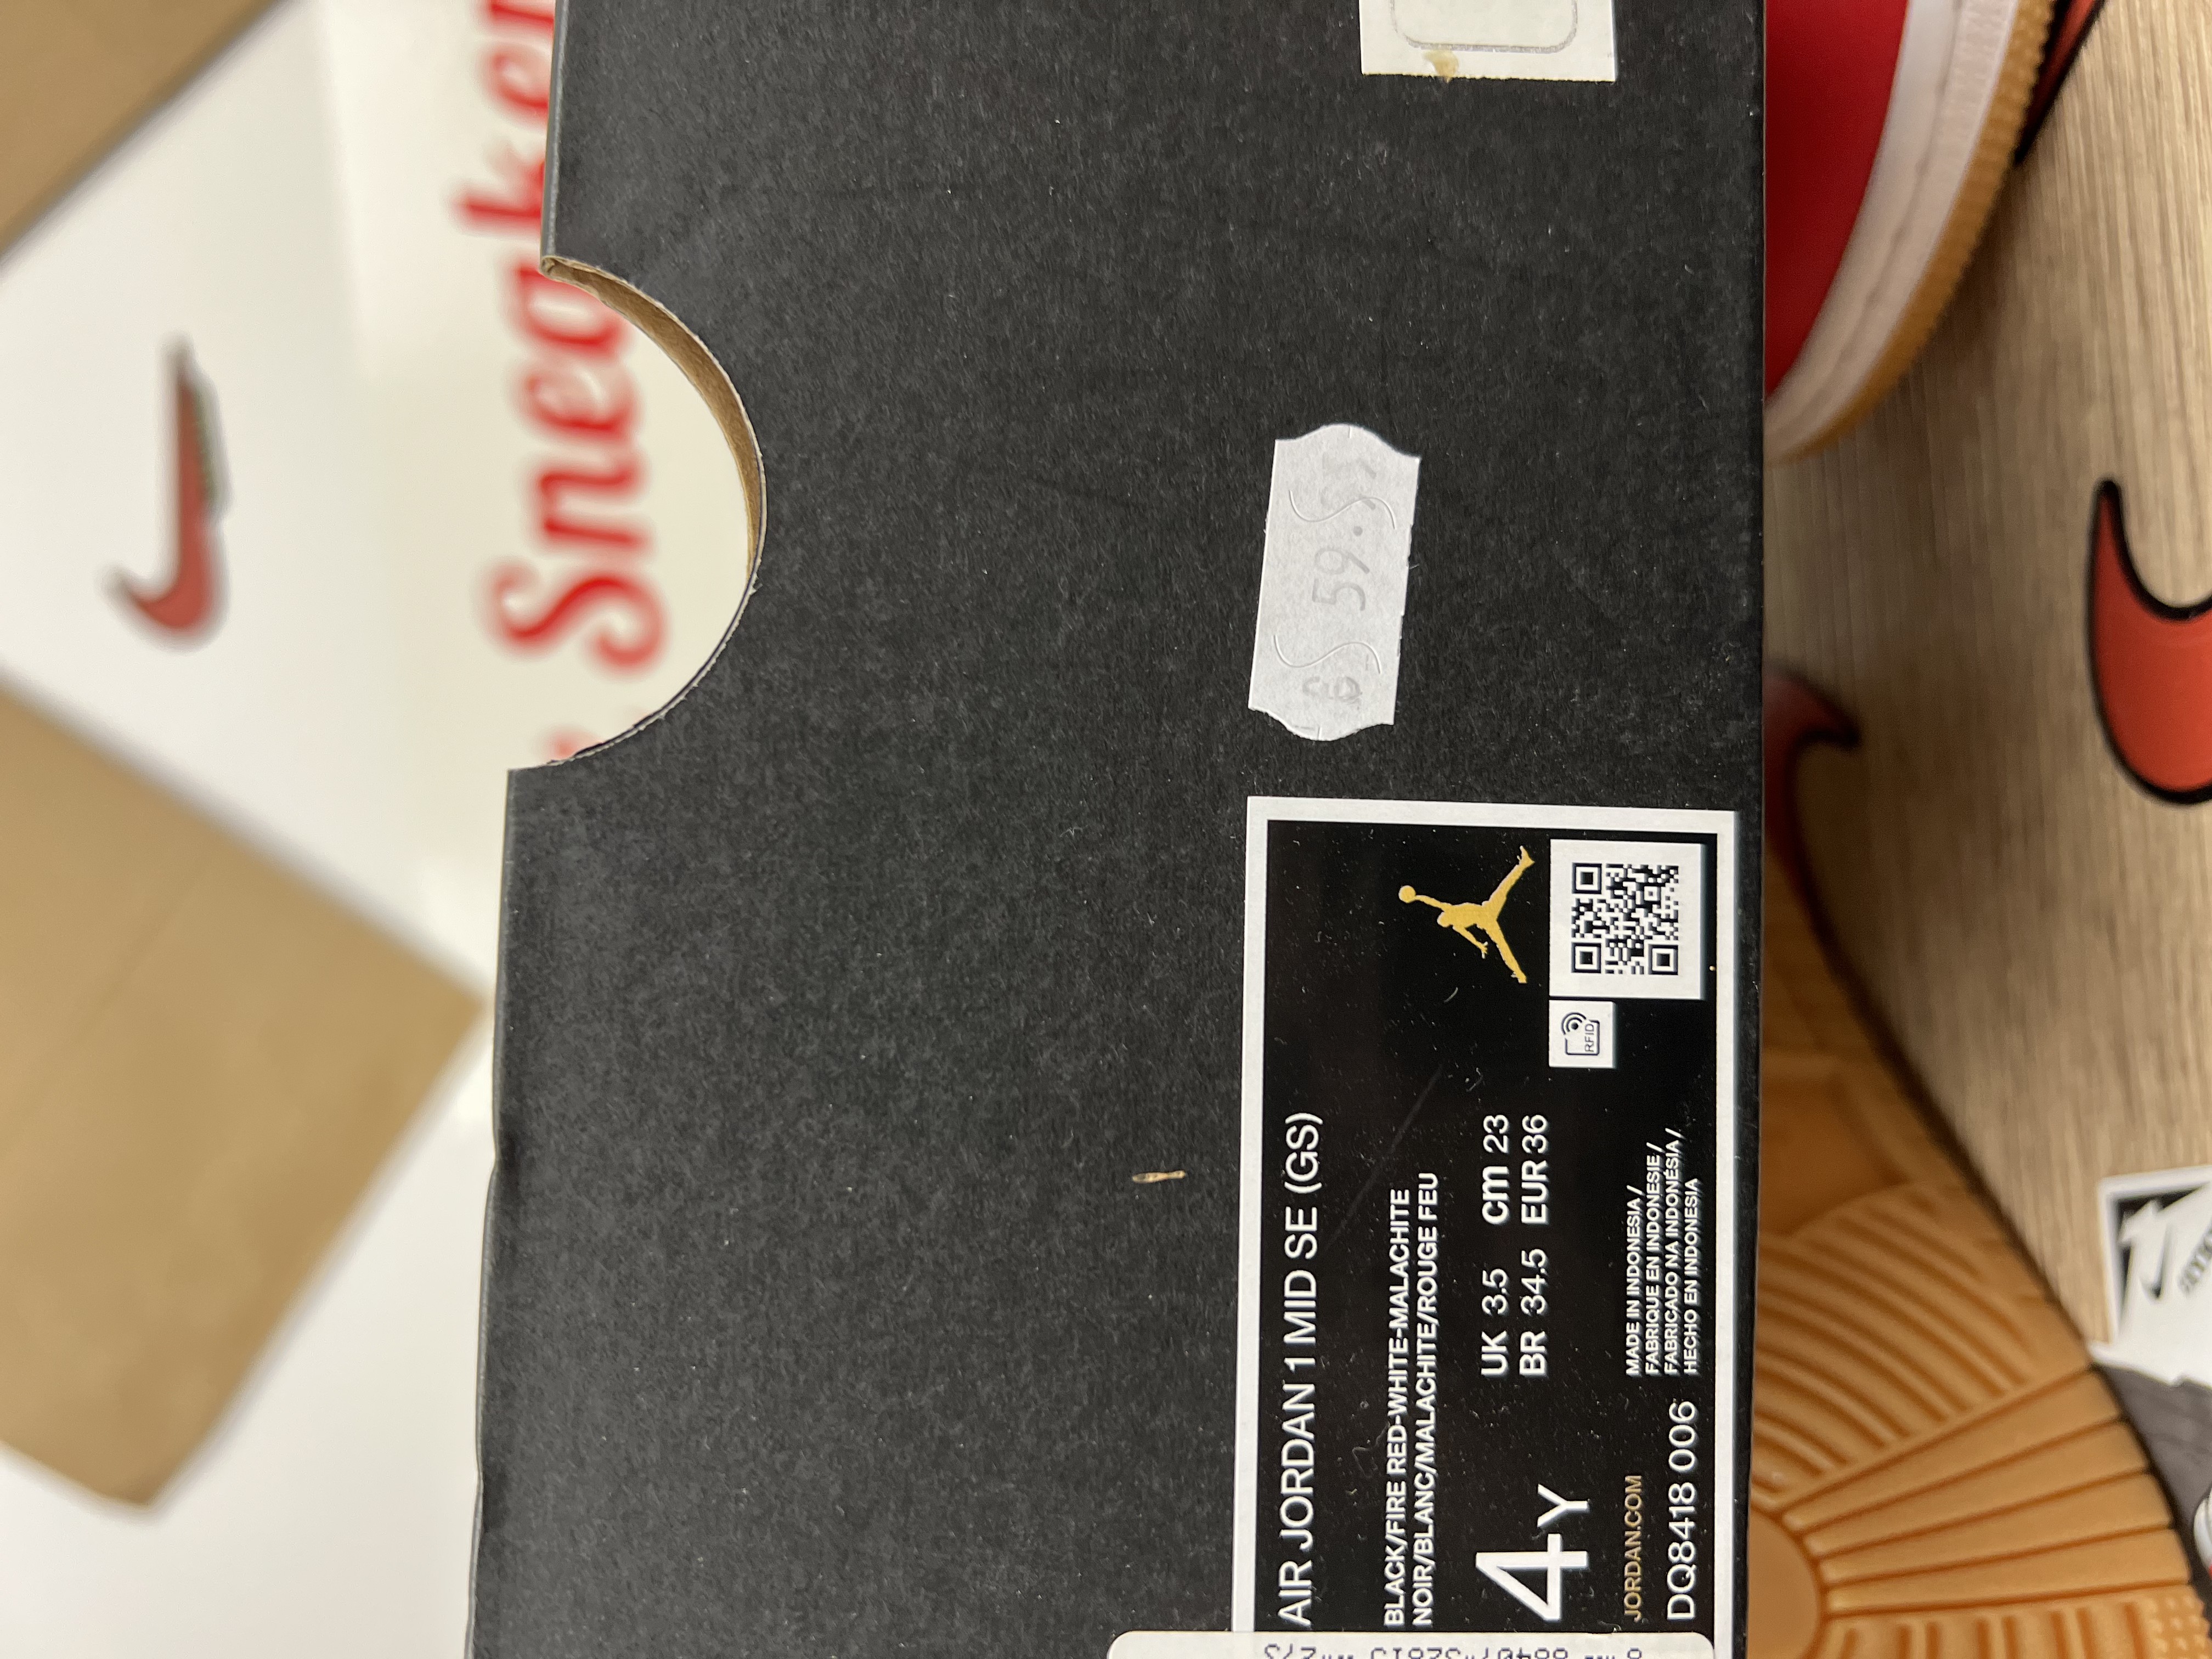 Sneaker
AIR JORDAN 1 MID SE (GS)
59.95
BLACK/FIRE RED-WHITE-MALACHITE
NOIR/BLANC/MALACHITE/ROUGE FEU
4Y
UK 3.5 cm 23
BR 34.5 EUR 36
RFID
JORDAN.COM
DQ8418 006
MADE IN INDONESIA /
FABRIQUE EN INDONESIE /
FABRICADO NA INDONÉSIA /
HECHO EN INDONESIA